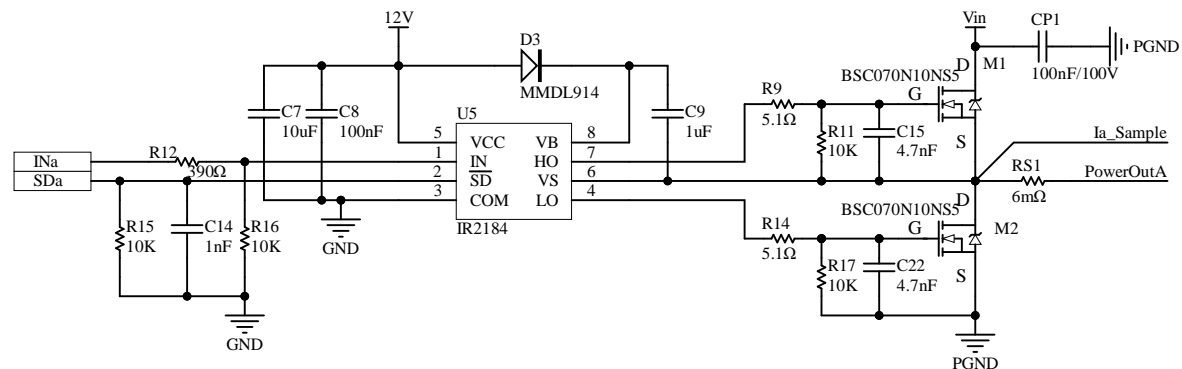 12V
Vin
CP1
PGND
100nF/100V
D3
MMDL914
D
M1
BSC070N10NS5
G
S
C7
10uF
C8
100nF
C9
1uF
U5
R9
5.1Ω
R11
10K
C15
4.7nF
5 VCC VB 8
1 IN HO 7
2 SD VS 6
3 COM LO 4
IR2184
INa
SDa
R12
390Ω
Ia_Sample
RS1
PowerOutA
6mΩ
R15
10K
C14
1nF
R16
10K
GND
GND
D
BSC070N10NS5
G
M2
S
R14
5.1Ω
R17
10K
C22
4.7nF
PGND